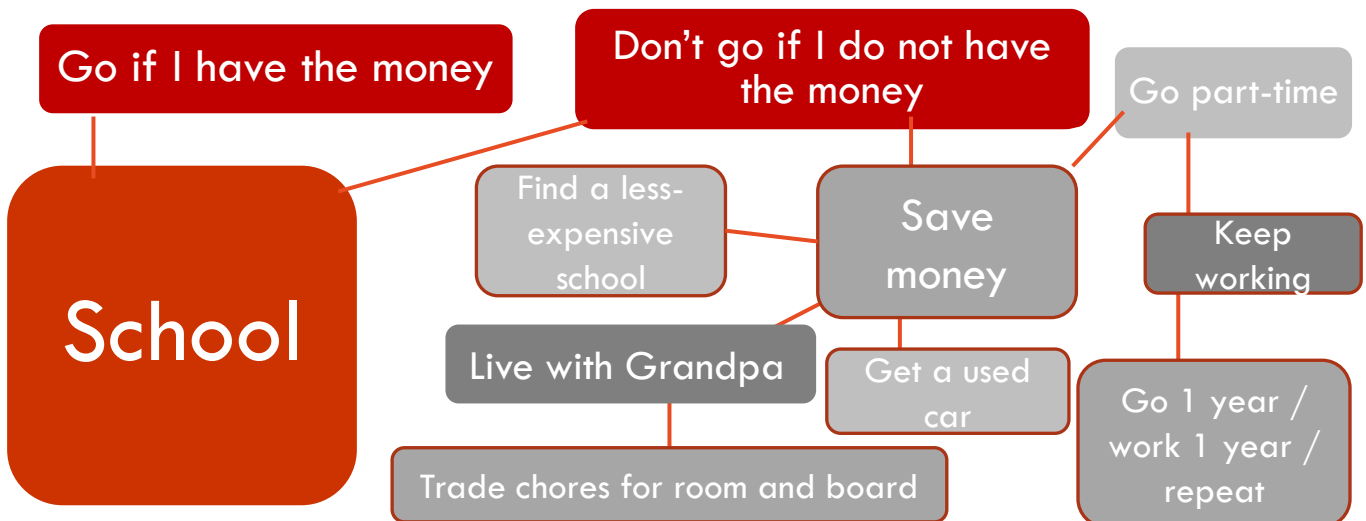 Go if I have the money
Don’t go if I do not have
the money
Go part-time
School
Find a less-
expensive
school
Save
money
Keep
working
Live with Grandpa
Get a used
car
Go 1 year /
work 1 year /
repeat
Trade chores for room and board